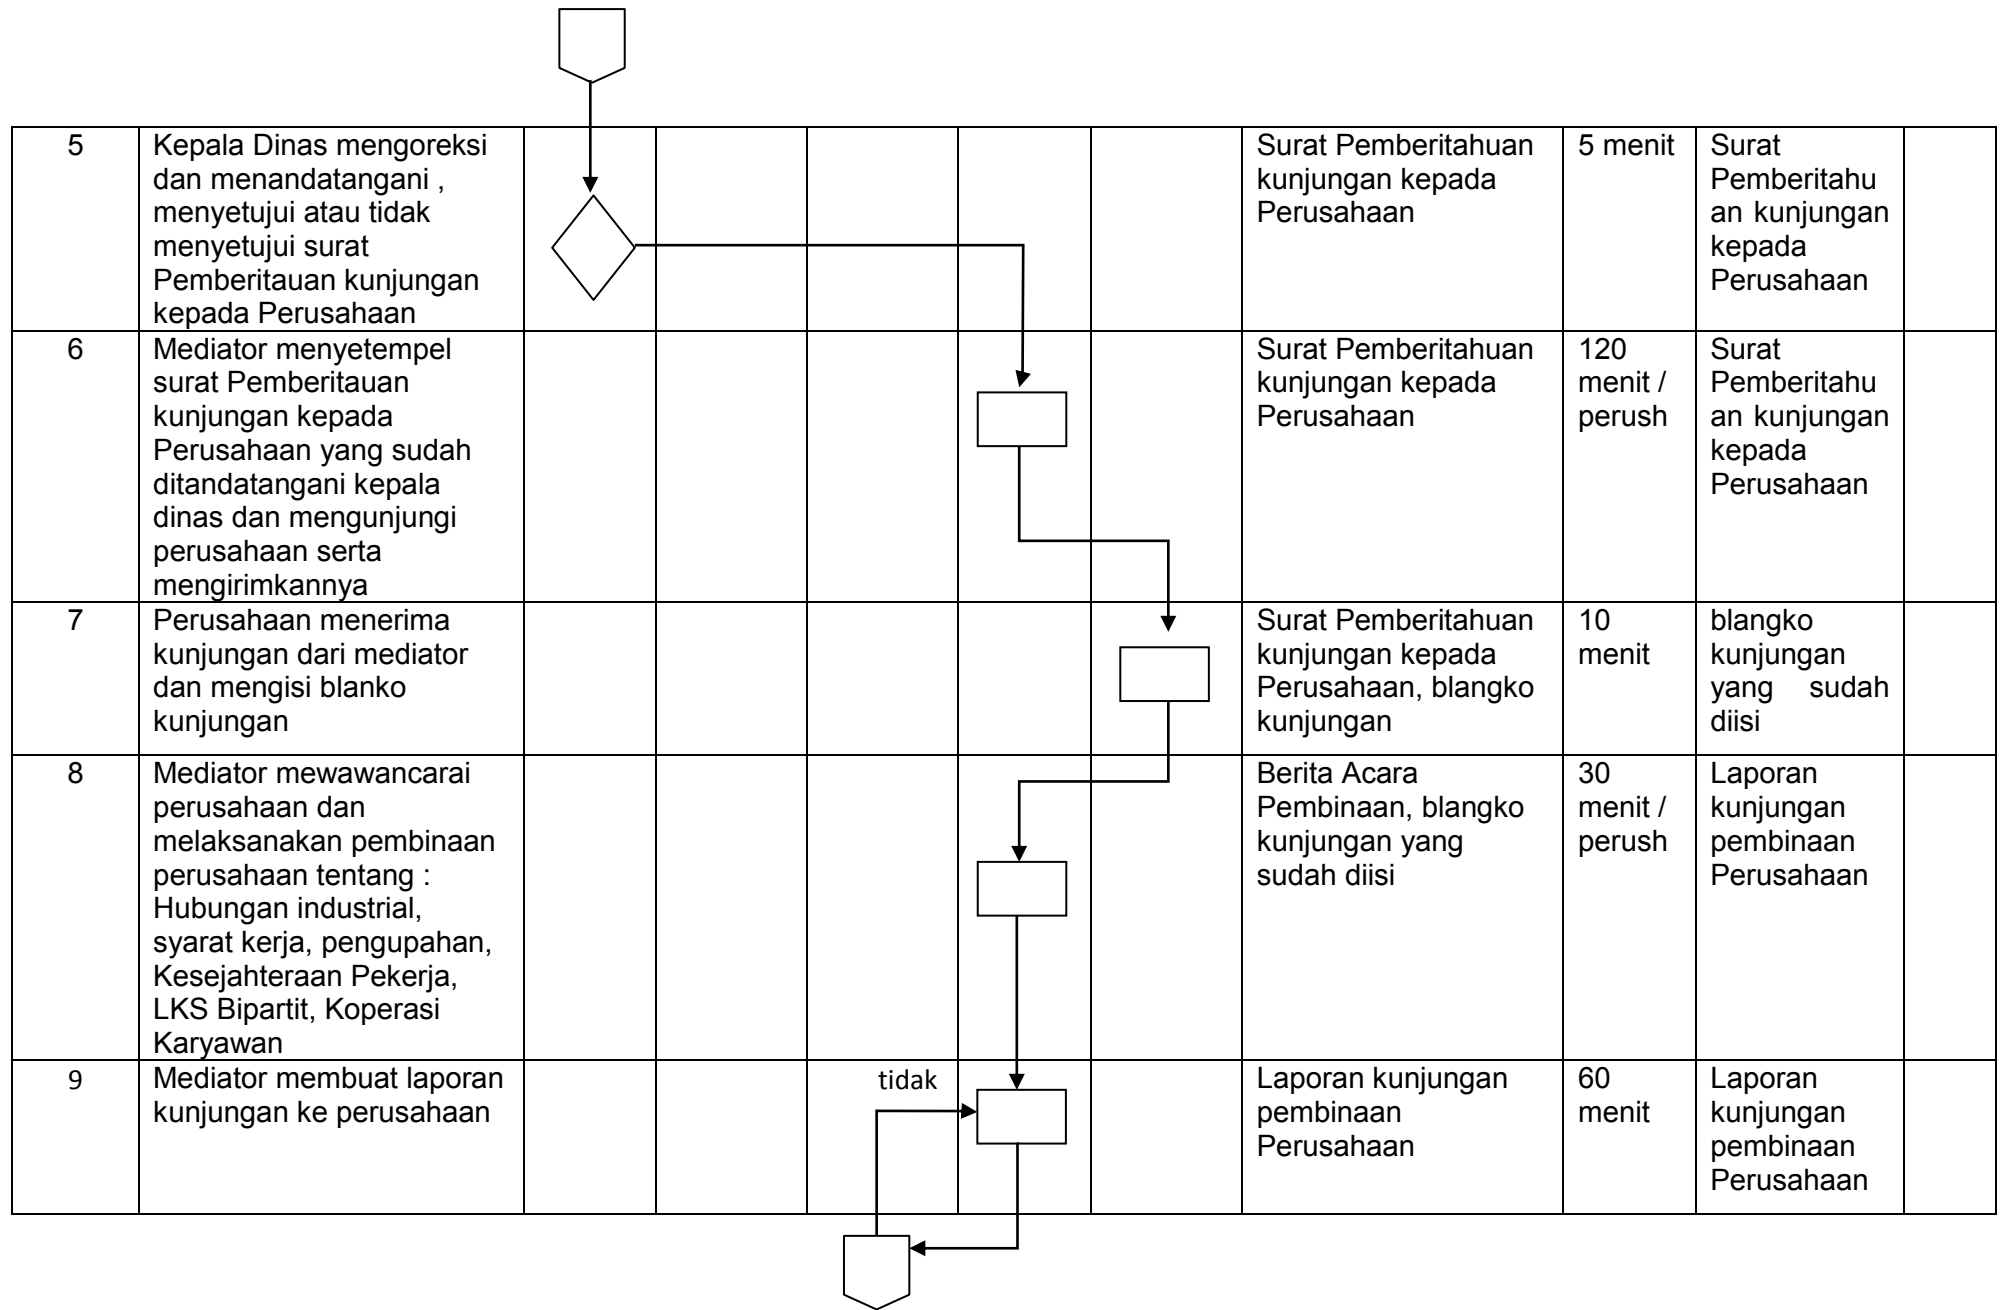 5
Kepala Dinas mengoreksi
dan menandatangani ,
menyetujui atau tidak
menyetujui surat
Pemberitauan kunjungan
kepada Perusahaan
Surat Pemberitahuan
kunjungan kepada
Perusahaan
5 menit
Surat
Pemberitahu
an kunjungan
kepada
Perusahaan
6
Mediator menyetempel
surat Pemberitauan
kunjungan kepada
Perusahaan yang sudah
ditandatangani kepala
dinas dan mengunjungi
perusahaan serta
mengirimkannya
Surat Pemberitahuan
kunjungan kepada
Perusahaan
120
menit /
perush
Surat
Pemberitahu
an kunjungan
kepada
Perusahaan
7
Perusahaan menerima
kunjungan dari mediator
dan mengisi blanko
kunjungan
Surat Pemberitahuan
kunjungan kepada
Perusahaan, blangko
kunjungan
10
menit
blangko
kunjungan
yang sudah
diisi
8
Mediator mewawancarai
perusahaan dan
melaksanakan pembinaan
perusahaan tentang :
Hubungan industrial,
syarat kerja, pengupahan,
Kesejahteraan Pekerja,
LKS Bipartit, Koperasi
Karyawan
Berita Acara
Pembinaan, blangko
kunjungan yang
sudah diisi
30
menit /
perush
Laporan
kunjungan
pembinaan
Perusahaan
9
Mediator membuat laporan
kunjungan ke perusahaan
tidak
Laporan kunjungan
pembinaan
Perusahaan
60
menit
Laporan
kunjungan
pembinaan
Perusahaan